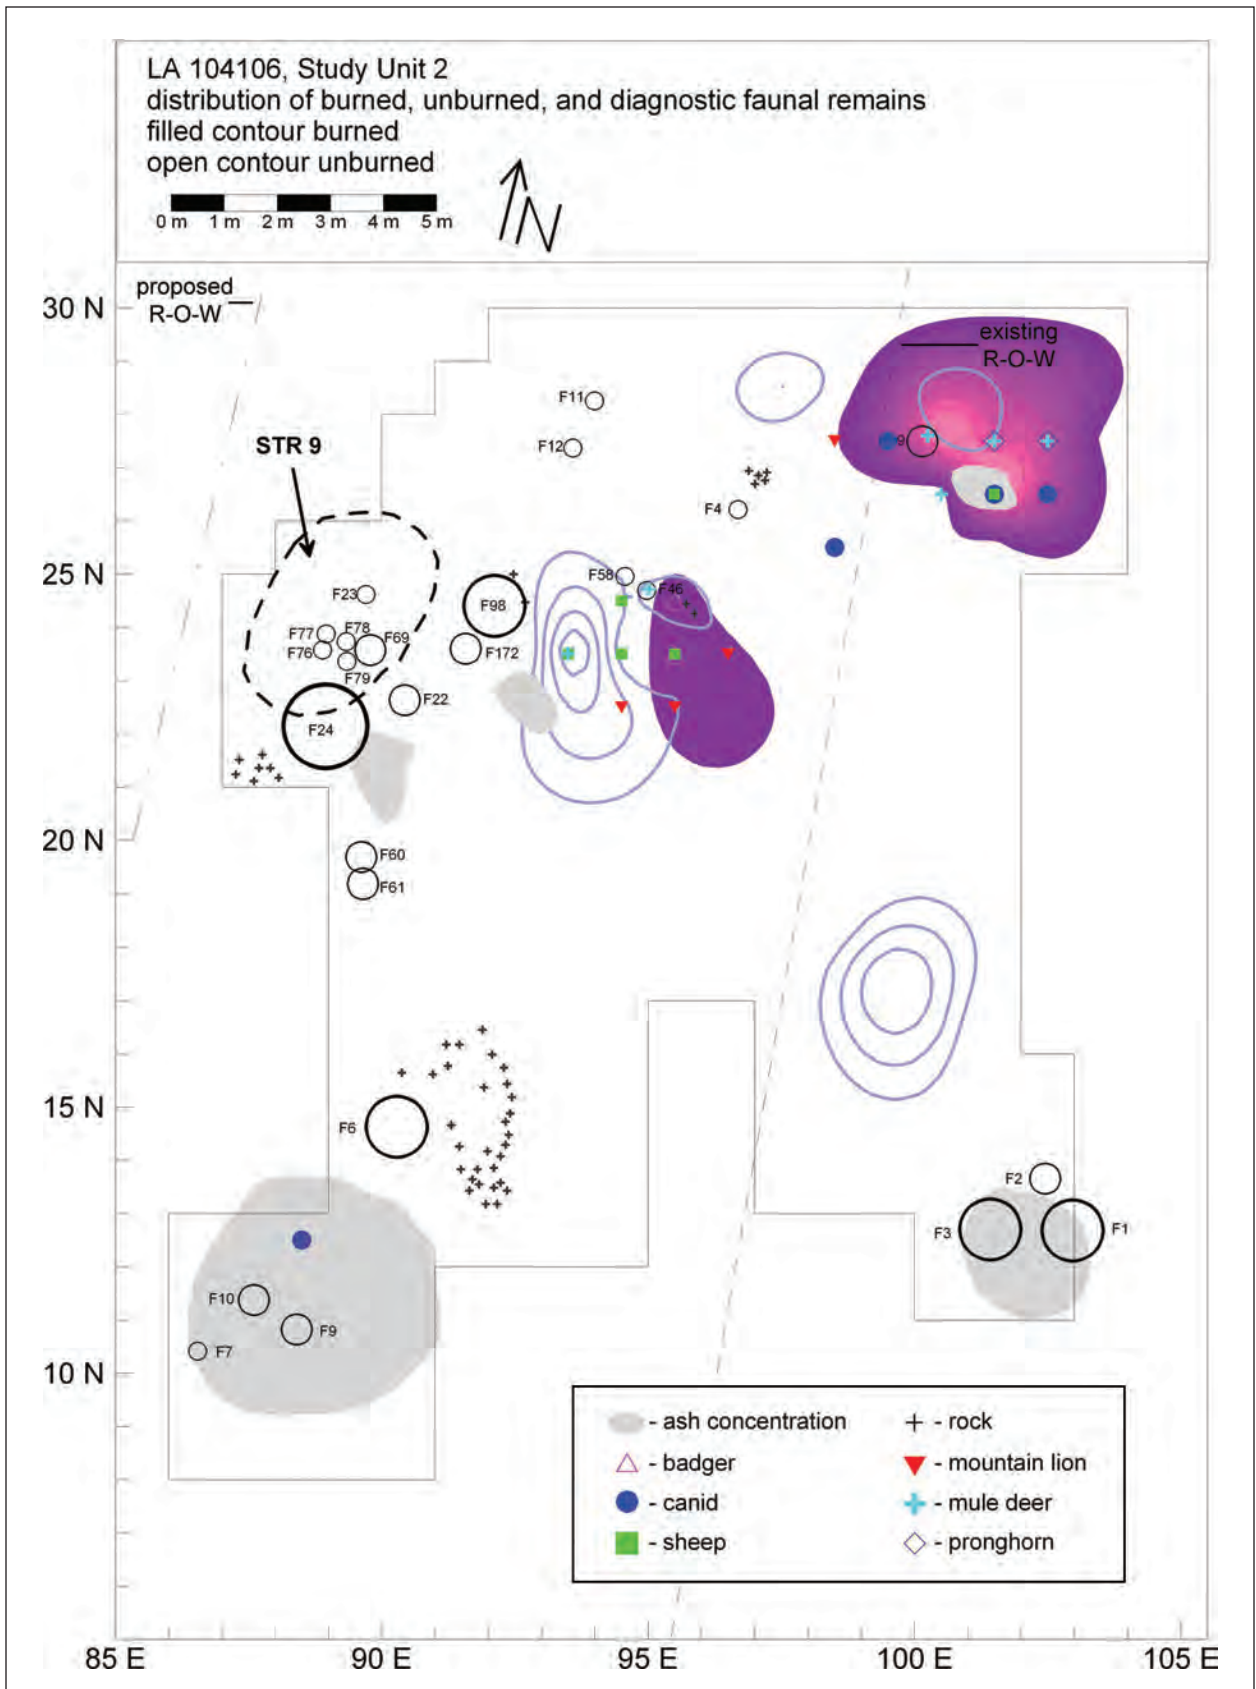 LA 104106, Study Unit 2
distribution of burned, unburned, and diagnostic faunal remains
filled contour burned
open contour unburned
0 m 1 m 2 m 3 m 4 m 5 m
N
proposed
R-O-W
30 N
existing
R-O-W
F11
STR 9
F12
9
F4
25 N
F58
F46
F23
F98
F77
F78
F69
F76
F172
F79
F22
F24
20 N
F60
F61
15 N
F6
F2
F3
F1
F10
F9
F7
10 N
- ash concentration
- rock
- badger
- mountain lion
- canid
- mule deer
- sheep
- pronghorn
85 E
90 E
95 E
100 E
105 E